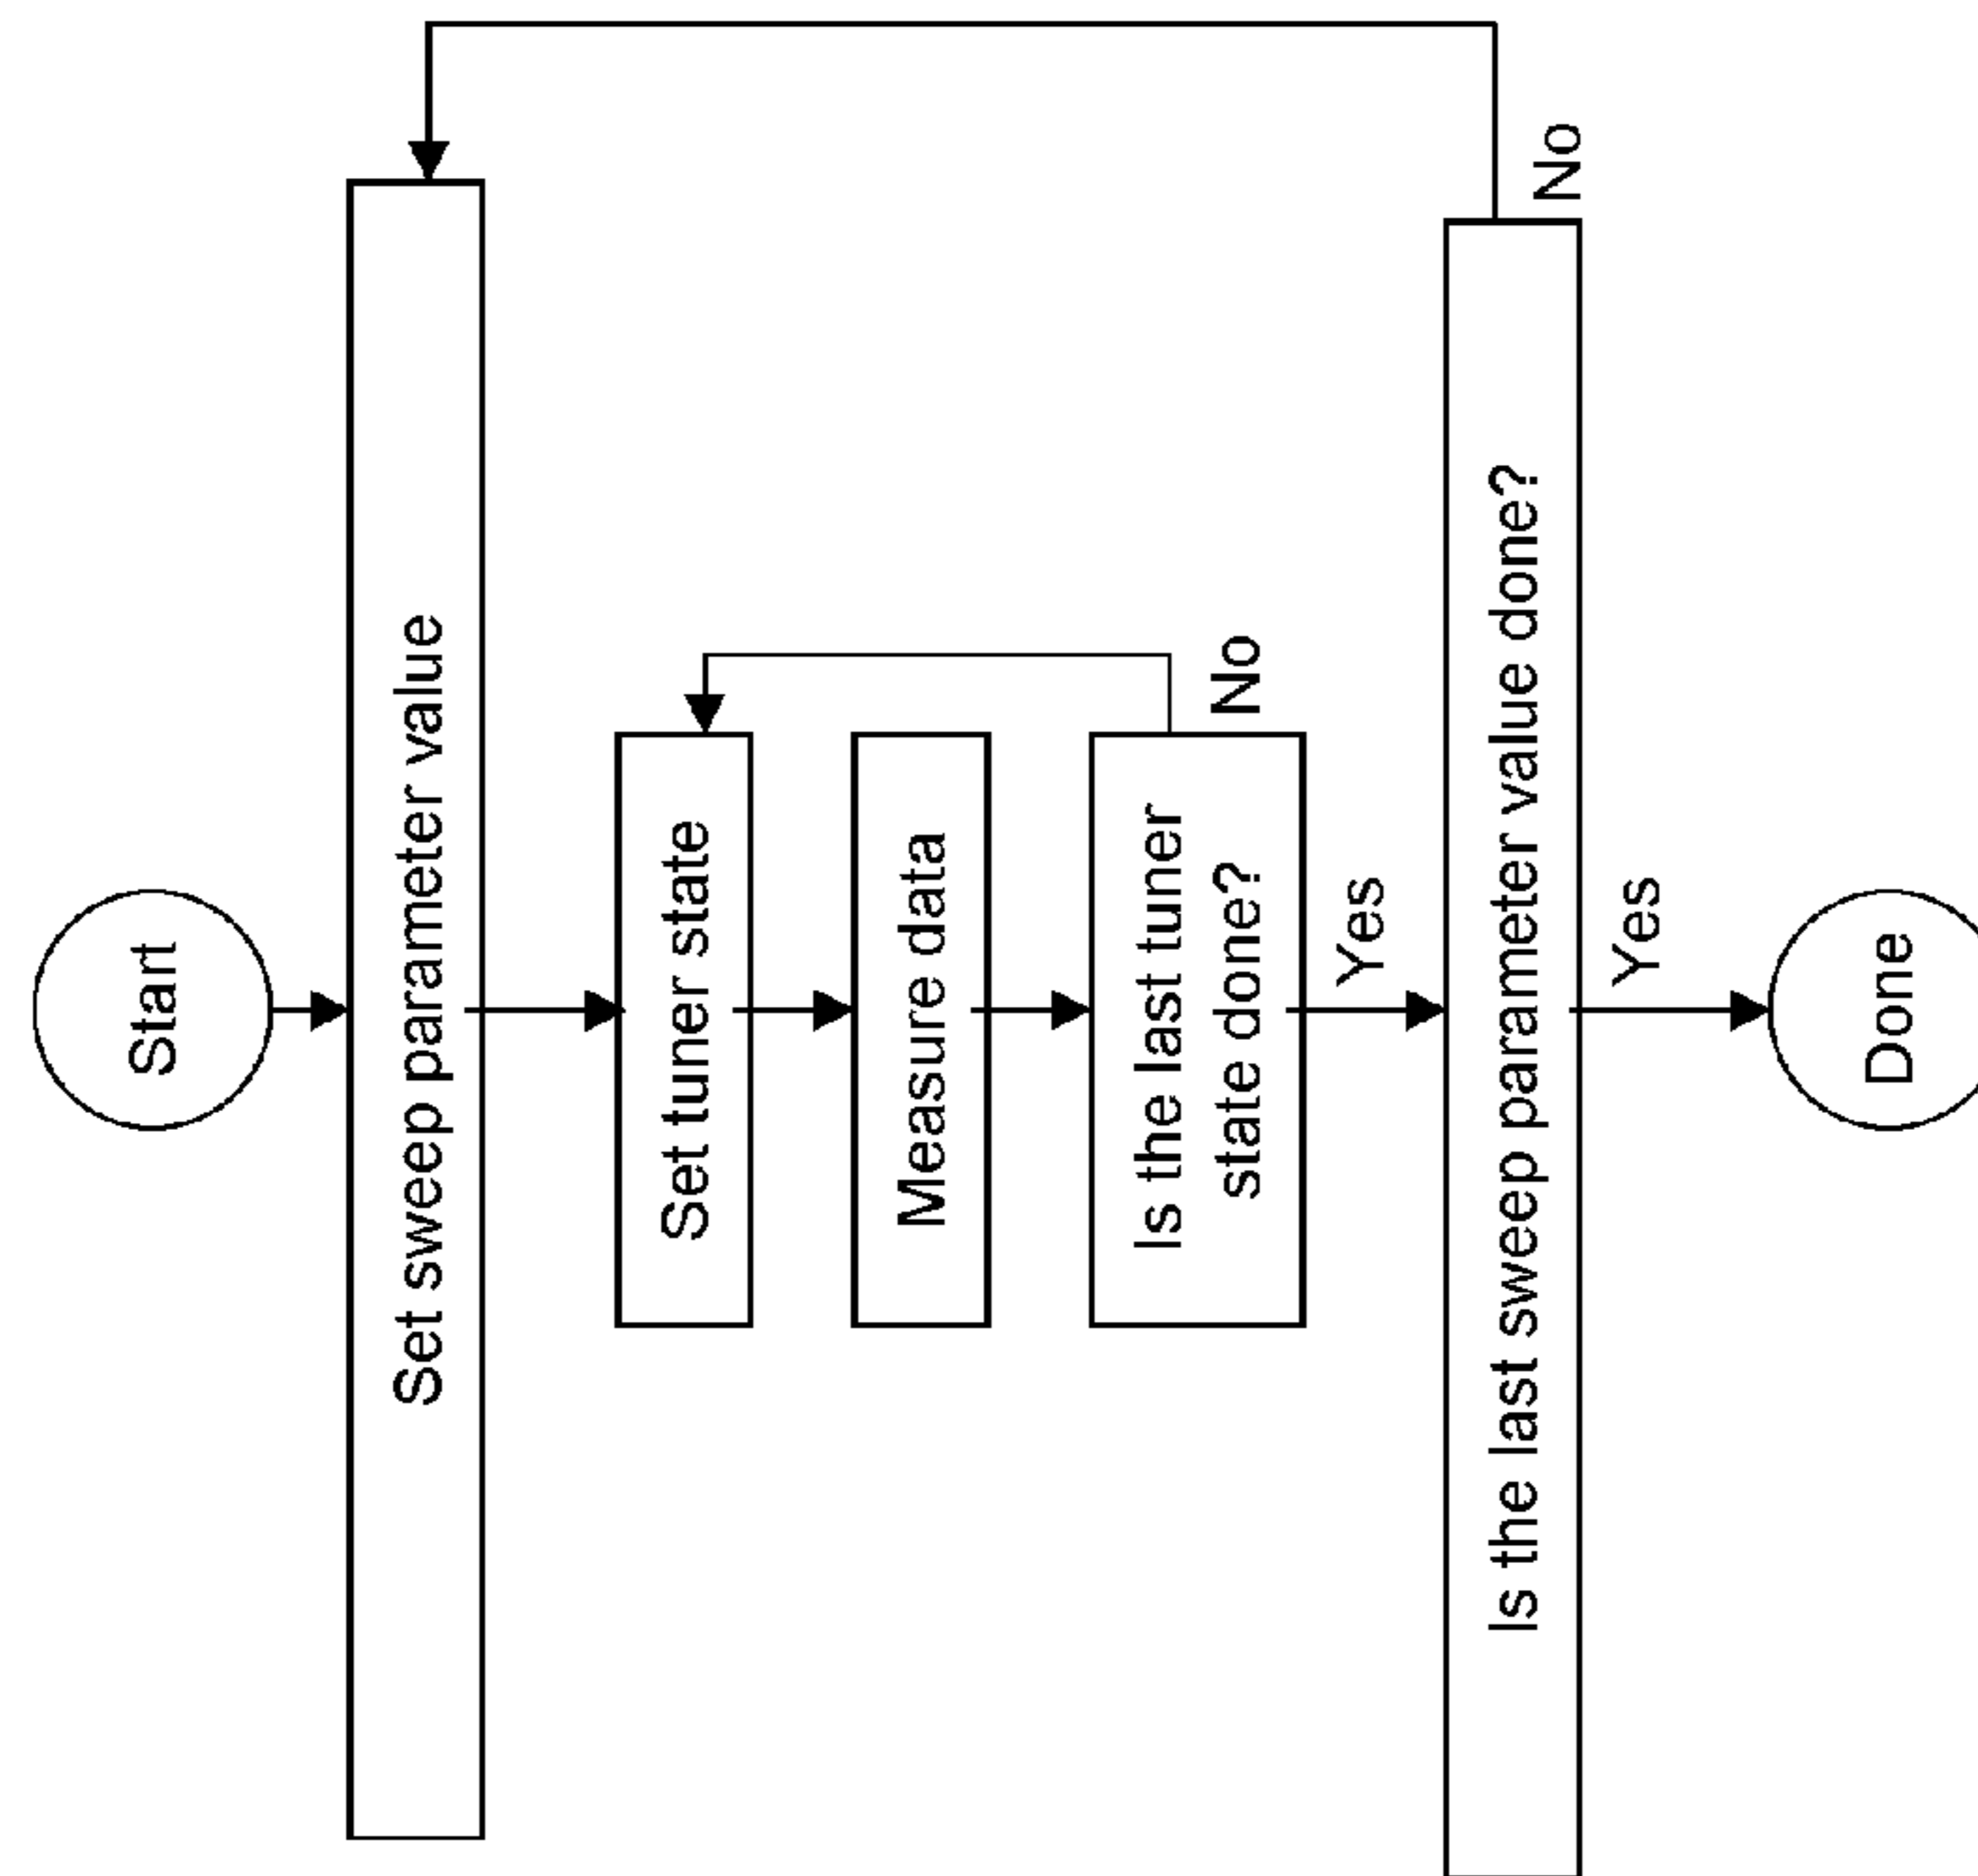 Start
Set sweep parameter value
Set tuner state
Measure data
Is the last tuner
state done?
No
Yes
Is the last sweep parameter value done?
No
Yes
Done